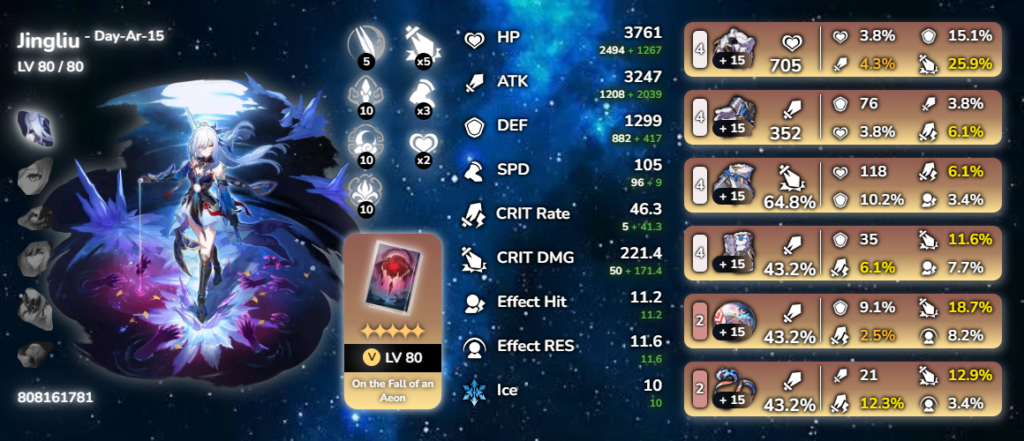 Jingliu - Day-Ar-15
LV 80 / 80
808161781
5
x5
10
x3
10
x2
10
V LV 80
On the Fall of an
Aeon
HP 3761
2494 + 1267
ATK 3247
1208 + 2039
DEF 1299
882 + 417
SPD 105
96 + 9
CRIT Rate 46.3
5 + 41.3
CRIT DMG 221.4
50 + 171.4
Effect Hit 11.2
11.2
Effect RES 11.6
11.6
Ice 10
10
4 + 15 705 3.8% 15.1%
4.3% 25.9%
4 + 15 352 76 3.8%
3.8% 6.1%
4 + 15 64.8% 118 6.1%
10.2% 3.4%
4 + 15 43.2% 35 11.6%
6.1% 7.7%
2 + 15 43.2% 9.1% 18.7%
2.5% 8.2%
2 + 15 43.2% 21 12.9%
12.3% 3.4%